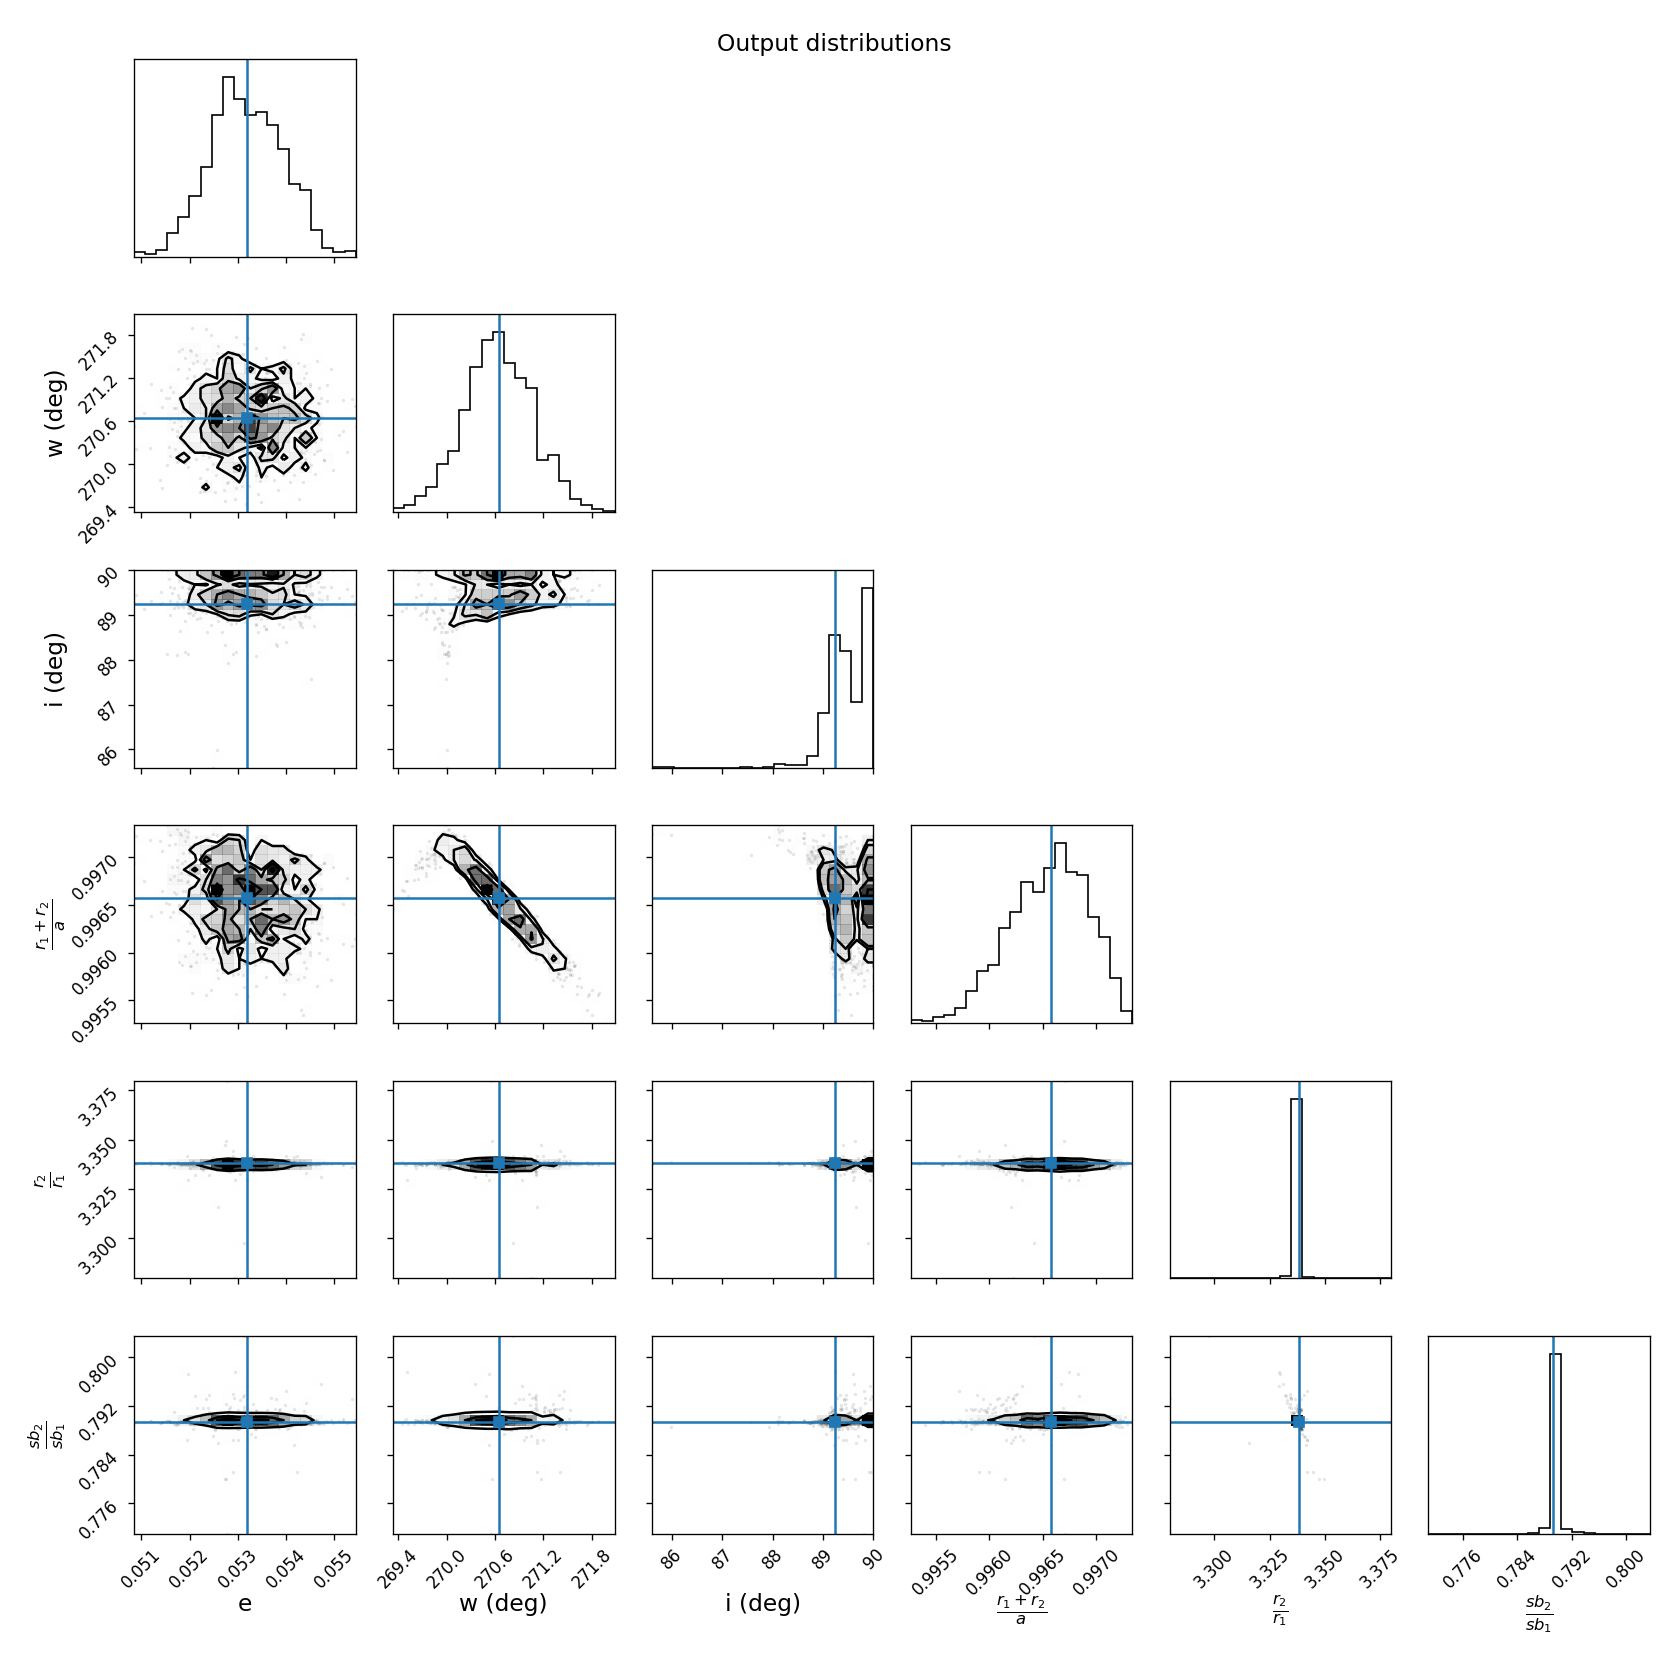 Output distributions
w (deg)
271.8
271.2
270.6
270.0
269.4
i (deg)
90
89
88
87
86
r₁ + r₂
a
0.9970
0.9965
0.9960
0.9955
r₂
r₁
3.375
3.350
3.325
3.300
sb₂
sb₁
0.800
0.792
0.784
0.776
0.051 0.052 0.053 0.054 0.055
269.4 270.0 270.6 271.2 271.8
86 87 88 89 90
0.9955 0.9960 0.9965 0.9970
3.300 3.325 3.350 3.375
0.776 0.784 0.792 0.800
e
w (deg)
i (deg)
r₁ + r₂
a
r₂
r₁
sb₂
sb₁